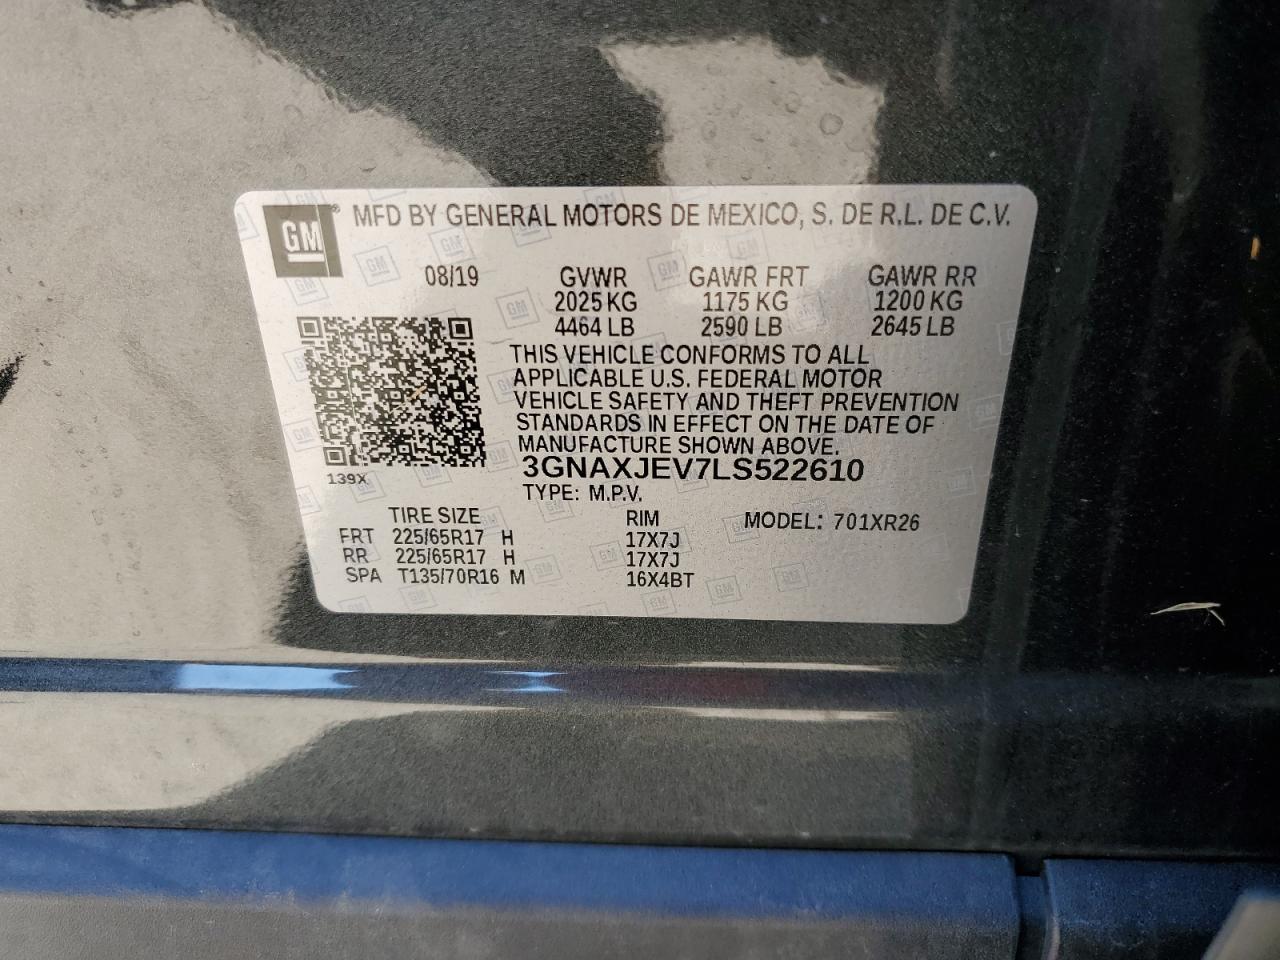 GM® MFD BY GENERAL MOTORS DE MEXICO, S. DE R.L. DE C.V.
08/19 GVWR GAWR FRT GAWR RR
2025 KG 1175 KG 1200 KG
4464 LB 2590 LB 2645 LB
THIS VEHICLE CONFORMS TO ALL
APPLICABLE U.S. FEDERAL MOTOR
VEHICLE SAFETY AND THEFT PREVENTION
STANDARDS IN EFFECT ON THE DATE OF
MANUFACTURE SHOWN ABOVE.
139X 3GNAXJEV7LS522610
TYPE: M.P.V.
TIRE SIZE RIM MODEL: 701XR26
FRT 225/65R17 H 17X7J
RR 225/65R17 H 17X7J
SPA T135/70R16 M 16X4BT